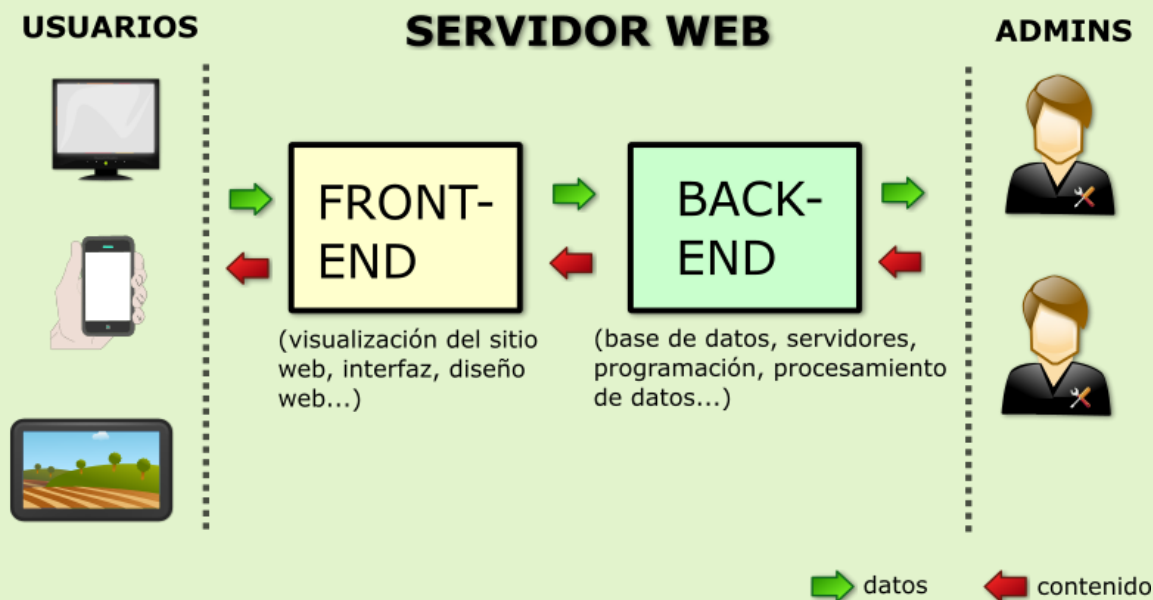 USUARIOS
SERVIDOR WEB
ADMINS
FRONT-
END
BACK-
END
(visualización del sitio
web, interfaz, diseño
web...)
(base de datos, servidores,
programación, procesamiento
de datos...)
datos
contenido